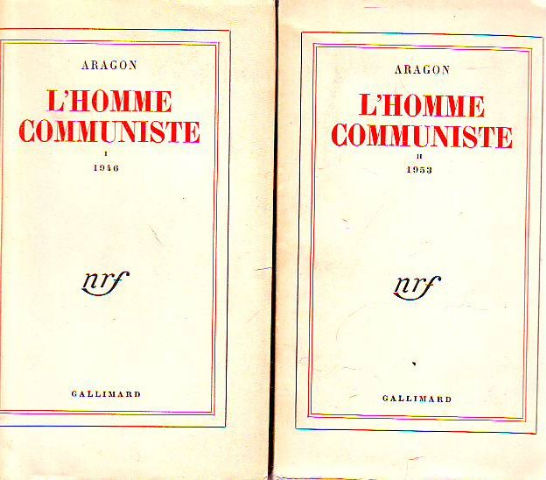 ARAGON
L'HOMME
COMMUNISTE
I
1946
nrf
GALLIMARD
ARAGON
L'HOMME
COMMUNISTE
II
1953
nrf
GALLIMARD